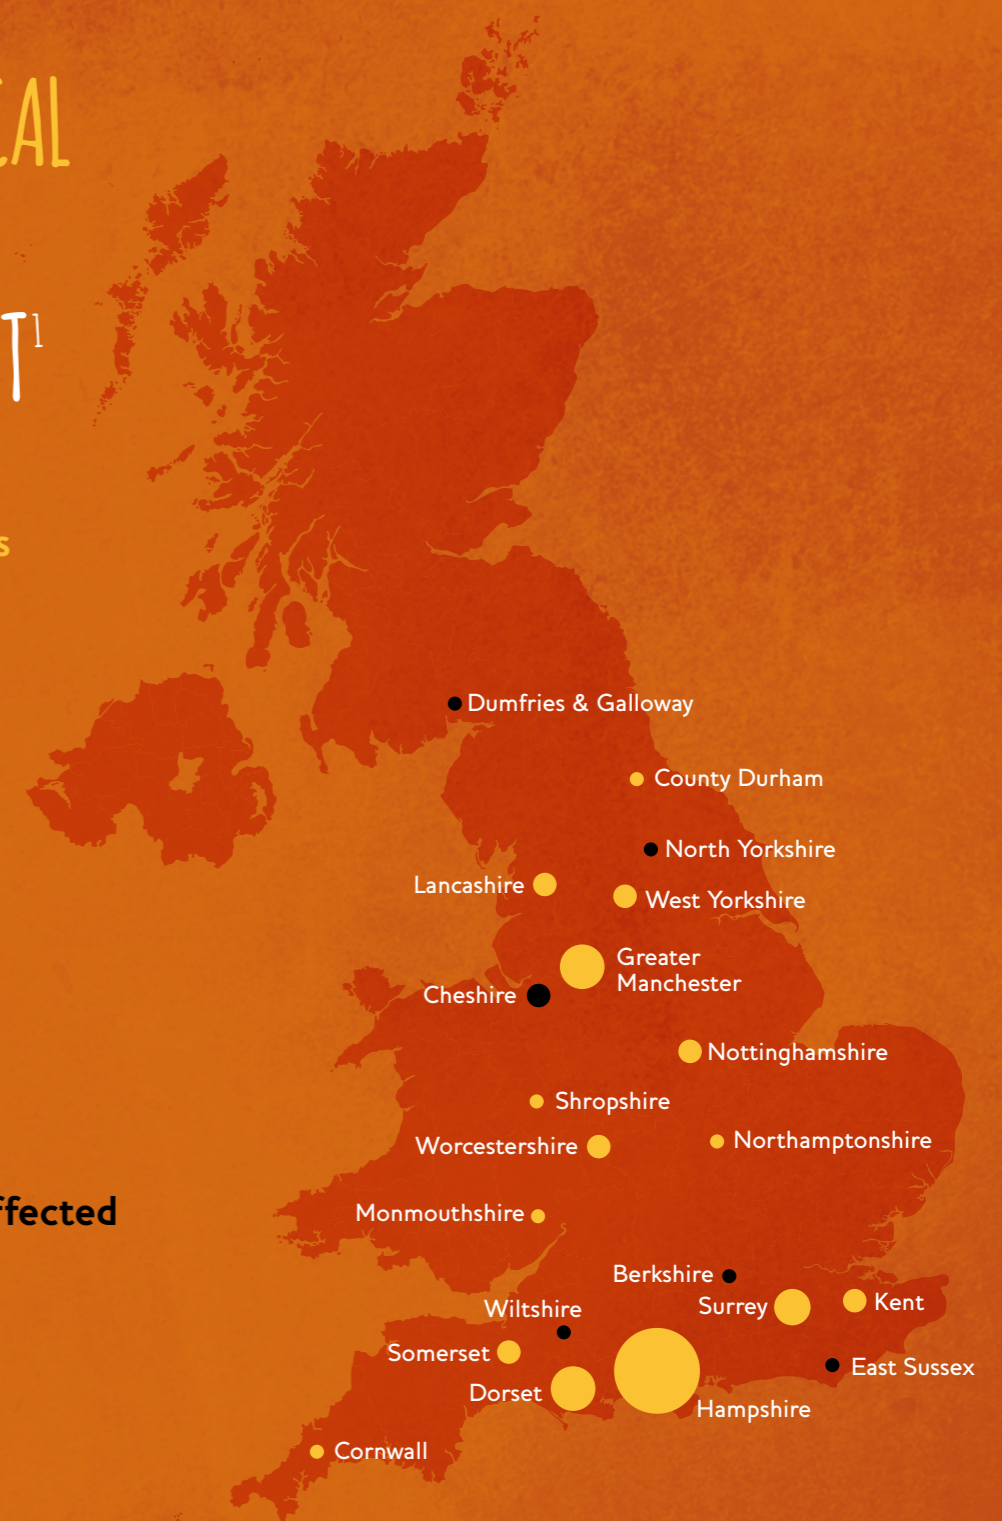 CAL
T1
s
Dumfries & Galloway
County Durham
North Yorkshire
Lancashire
West Yorkshire
Greater
Manchester
Cheshire
Nottinghamshire
Shropshire
Northamptonshire
Worcestershire
ffected
Monmouthshire
Berkshire
Surrey
Kent
Wiltshire
Somerset
East Sussex
Dorset
Hampshire
Cornwall